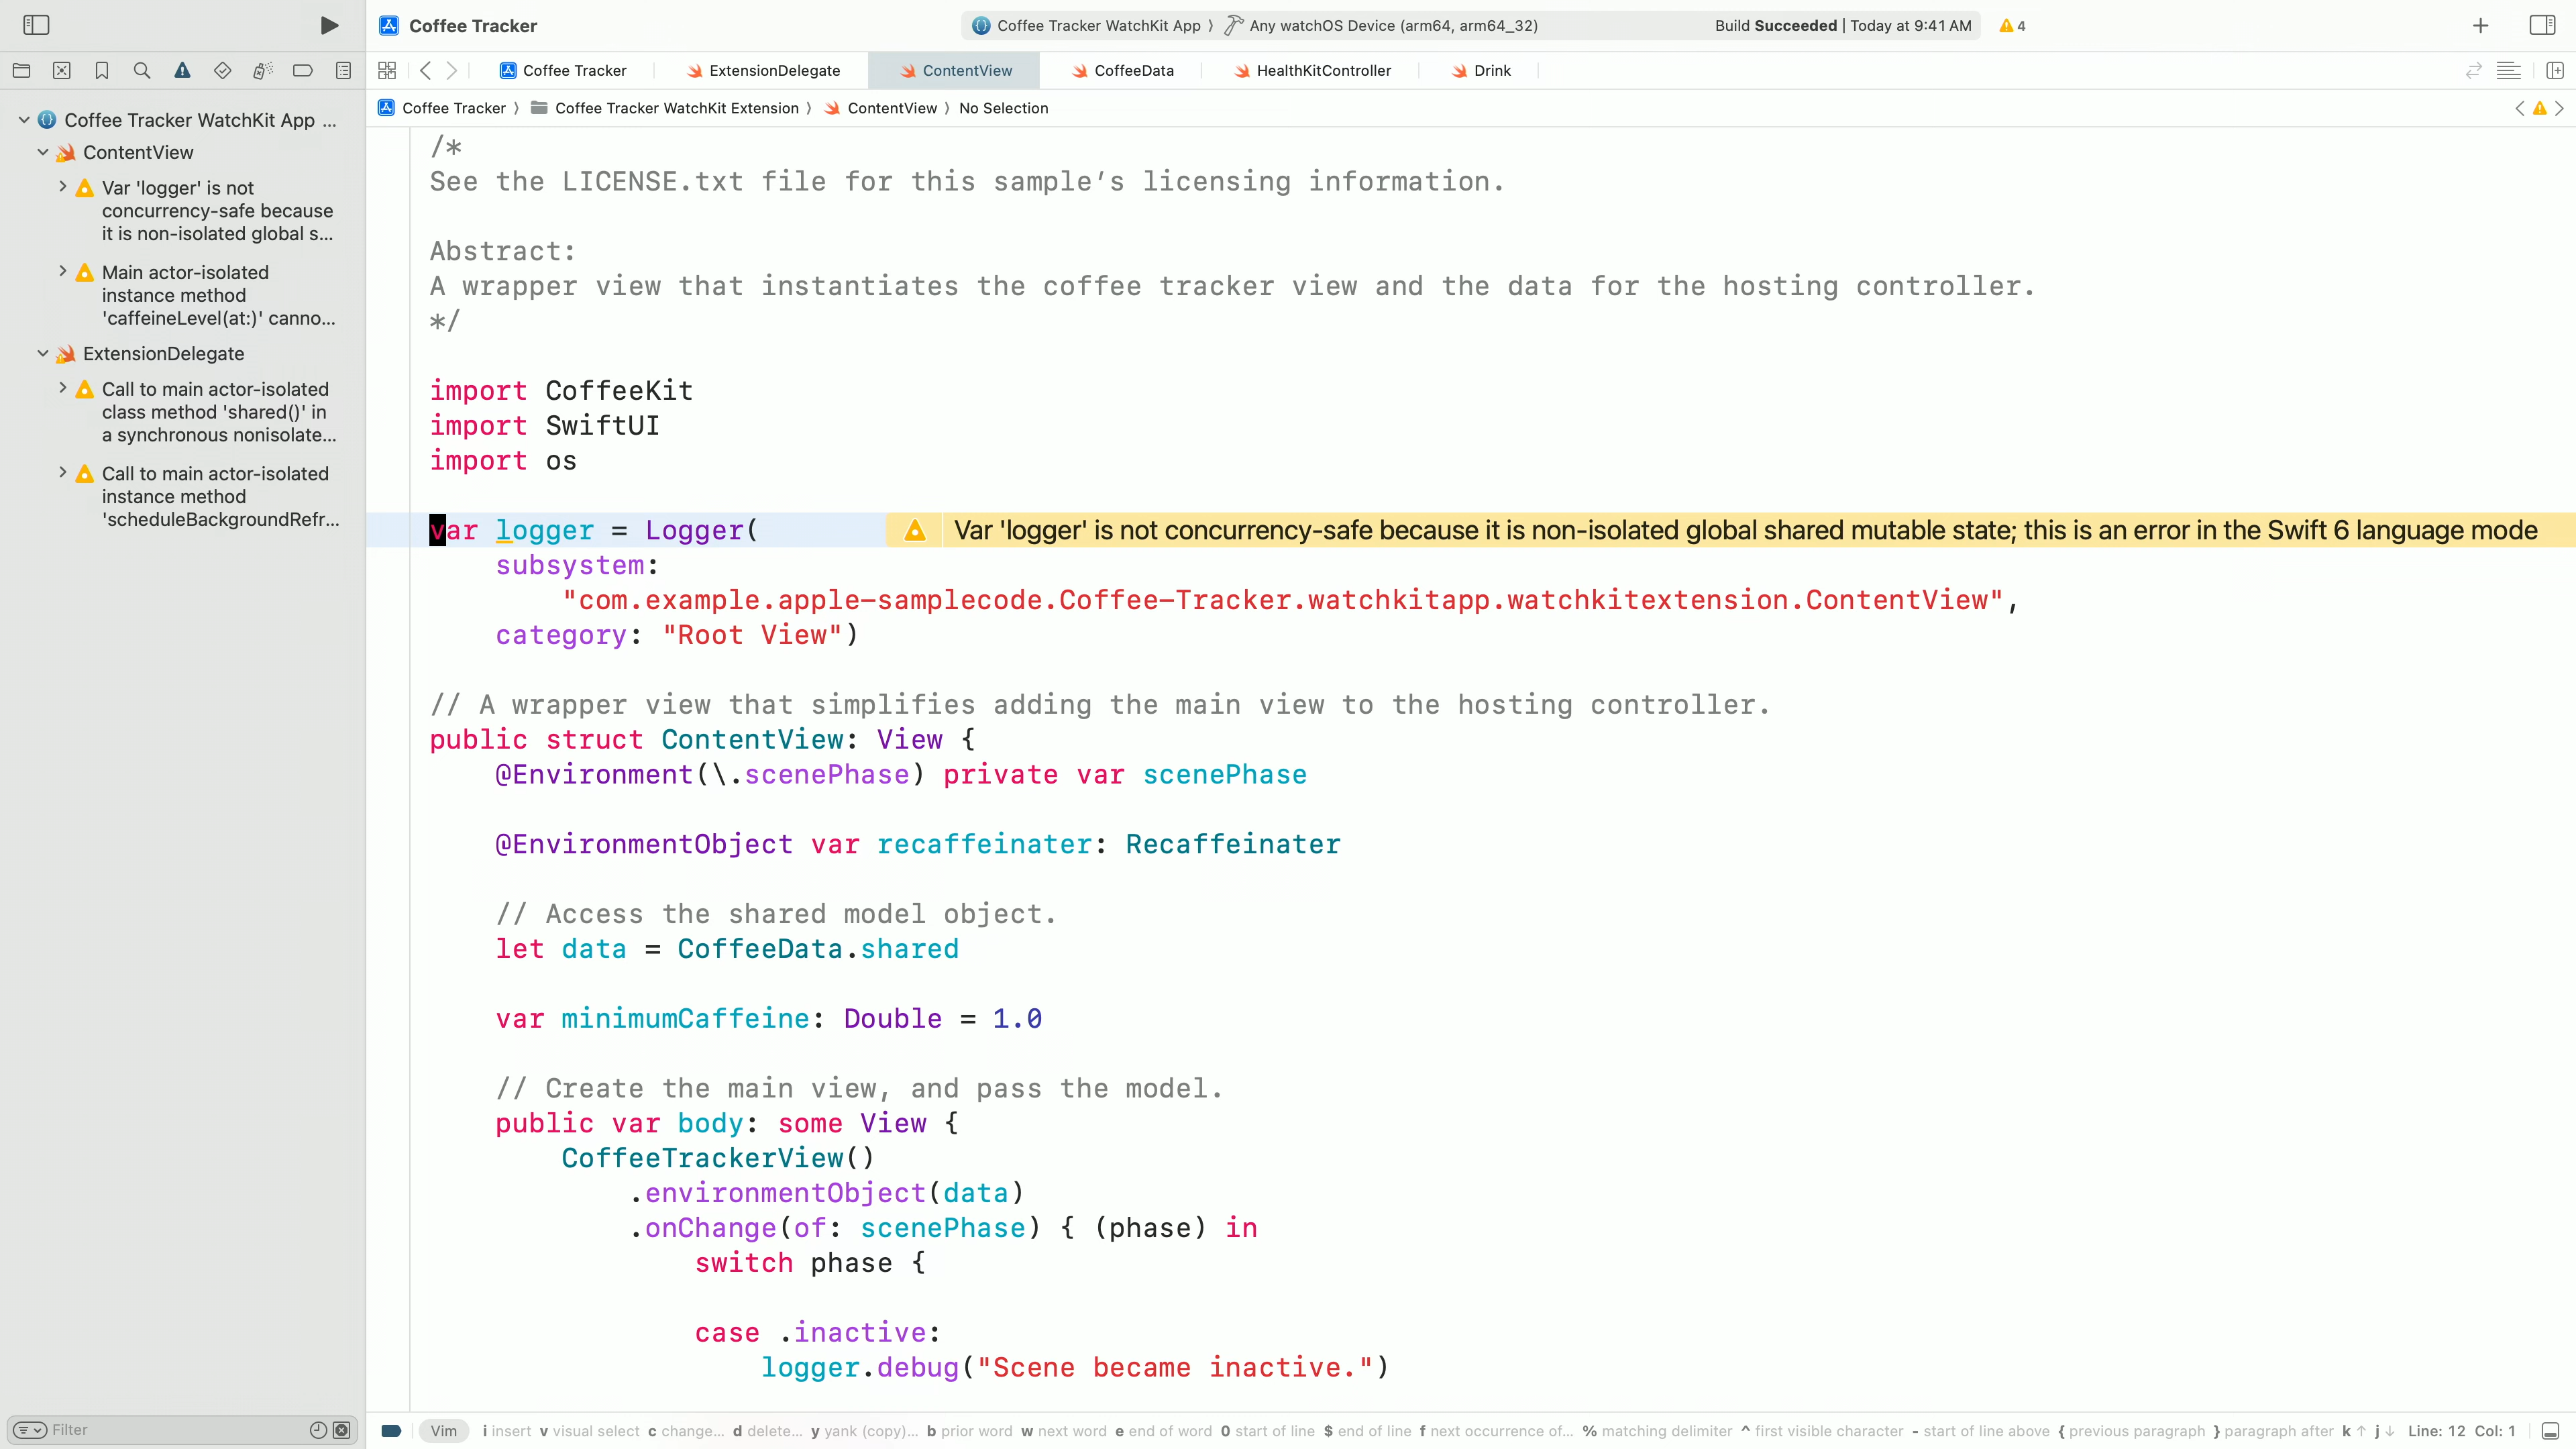 Coffee Tracker
Coffee Tracker WatchKit App 〉 Any watchOS Device (arm64, arm64_32)
Build Succeeded | Today at 9:41 AM
4
Coffee Tracker
ExtensionDelegate
ContentView
CoffeeData
HealthKitController
Drink
Coffee Tracker 〉 Coffee Tracker WatchKit Extension 〉 ContentView 〉 No Selection
Coffee Tracker WatchKit App ...
ContentView
Var 'logger' is not
concurrency-safe because
it is non-isolated global s...
Main actor-isolated
instance method
'caffeineLevel(at:)' canno...
ExtensionDelegate
Call to main actor-isolated
class method 'shared()' in
a synchronous nonisolate...
Call to main actor-isolated
instance method
'scheduleBackgroundRefr...
Filter
/*
See the LICENSE.txt file for this sample’s licensing information.
Abstract:
A wrapper view that instantiates the coffee tracker view and the data for the hosting controller.
*/
import CoffeeKit
import SwiftUI
import os
var logger = Logger(
Var 'logger' is not concurrency-safe because it is non-isolated global shared mutable state; this is an error in the Swift 6 language mode
subsystem:
"com.example.apple-samplecode.Coffee-Tracker.watchkitapp.watchkitextension.ContentView",
category: "Root View")
// A wrapper view that simplifies adding the main view to the hosting controller.
public struct ContentView: View {
@Environment(\.scenePhase) private var scenePhase
@EnvironmentObject var recaffeinater: Recaffeinater
// Access the shared model object.
let data = CoffeeData.shared
var minimumCaffeine: Double = 1.0
// Create the main view, and pass the model.
public var body: some View {
CoffeeTrackerView()
.environmentObject(data)
.onChange(of: scenePhase) { (phase) in
switch phase {
case .inactive:
logger.debug("Scene became inactive.")
Vim i insert v visual select c change... d delete... y yank (copy)... b prior word w next word e end of word 0 start of line $ end of line f next occurrence of... % matching delimiter ^ first visible character - start of line above { previous paragraph } paragraph after k ↑ j ↓ Line: 12 Col: 1